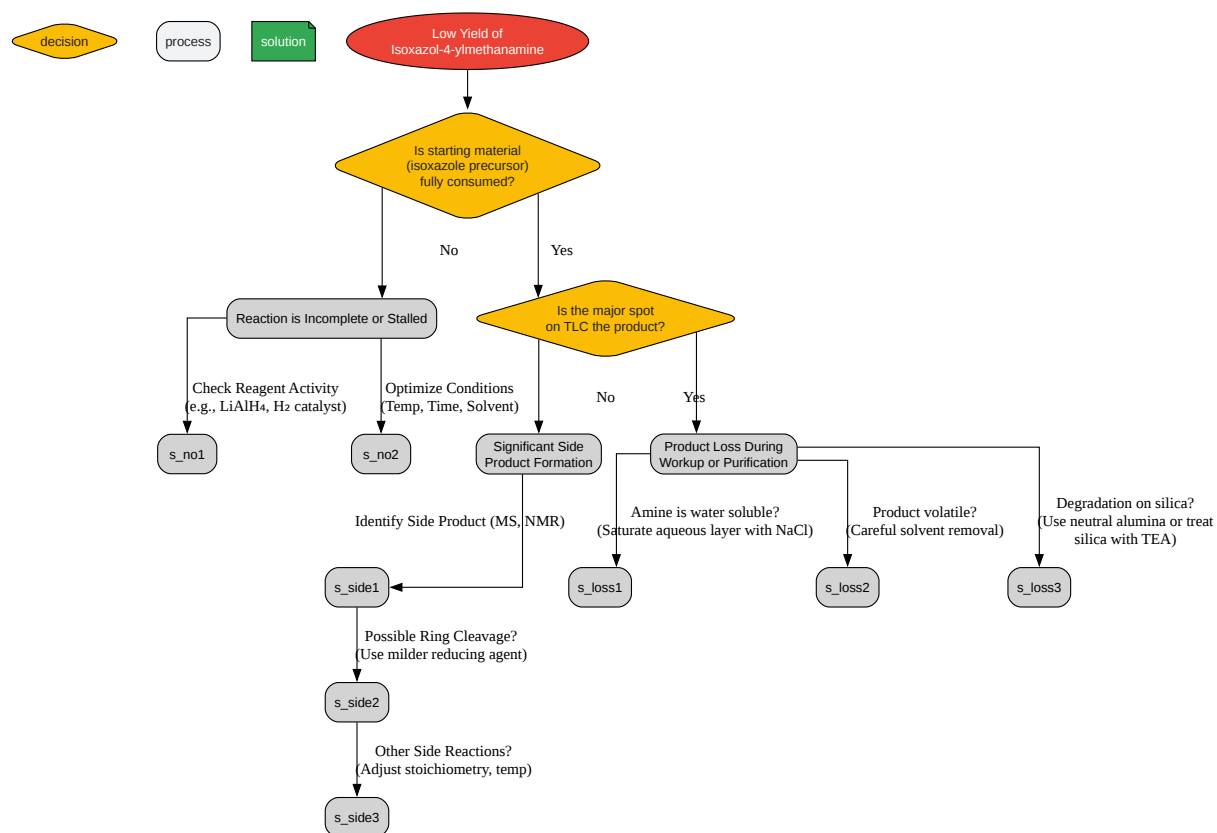 decision
process
solution
Low Yield of
Isoxazol-4-ylmethanamine
Is starting material
(isoxazole precursor)
fully consumed?
No
Yes
Reaction is Incomplete or Stalled
Is the major spot
on TLC the product?
Check Reagent Activity
(e.g., LiAlH₄, H₂ catalyst)
Optimize Conditions
(Temp, Time, Solvent)
No
Yes
s_no1
s_no2
Significant Side
Product Formation
Product Loss During
Workup or Purification
Identify Side Product (MS, NMR)
Amine is water soluble?
(Saturate aqueous layer with NaCl)
Product volatile?
(Careful solvent removal)
Degradation on silica?
(Use neutral alumina or treat
silica with TEA)
s_side1
s_loss1
s_loss2
s_loss3
Possible Ring Cleavage?
(Use milder reducing agent)
s_side2
Other Side Reactions?
(Adjust stoichiometry, temp)
s_side3